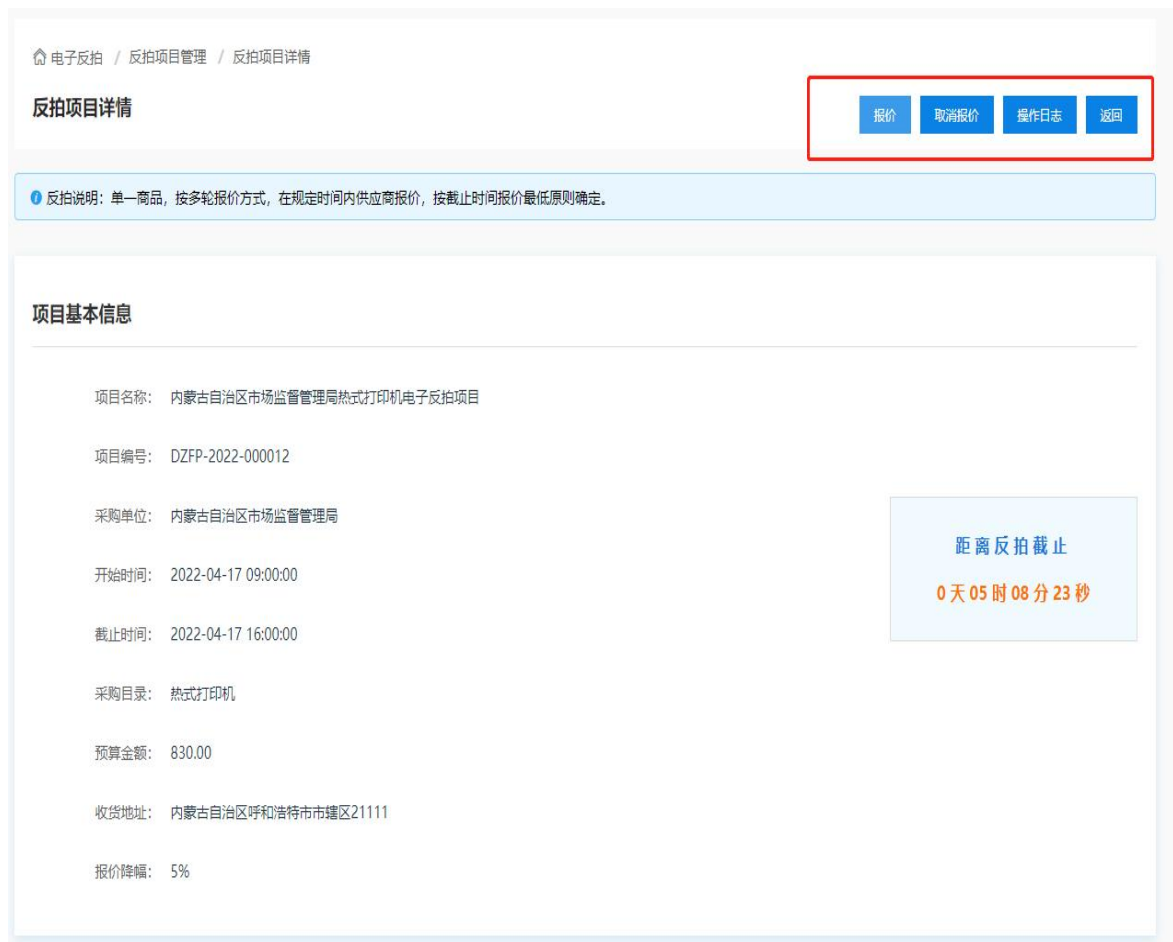 电子反拍 / 反拍项目管理 / 反拍项目详情
反拍项目详情
报价 取消报价 操作日志 返回
反拍说明：单一商品，按多轮报价方式，在规定时间内供应商报价，按截止时间报价最低原则确定。
项目基本信息
项目名称： 内蒙古自治区市场监督管理局热式打印机电子反拍项目
项目编号： DZFP-2022-000012
采购单位： 内蒙古自治区市场监督管理局
开始时间： 2022-04-17 09:00:00
截止时间： 2022-04-17 16:00:00
采购目录： 热式打印机
预算金额： 830.00
收货地址： 内蒙古自治区呼和浩特市市辖区21111
报价降幅： 5%
距离反拍截止
0 天 05 时 08 分 23 秒